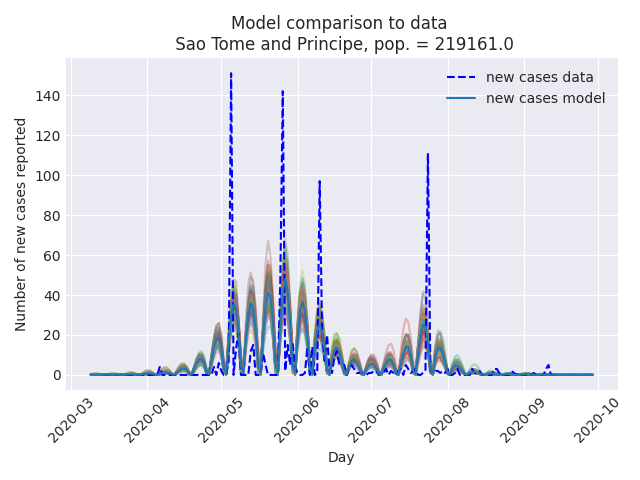 Model comparison to data
Sao Tome and Principe, pop. = 219161.0
new cases data
new cases model
Number of new cases reported
140
120
100
80
60
40
20
0
2020-03
2020-04
2020-05
2020-06
2020-07
2020-08
2020-09
2020-10
Day